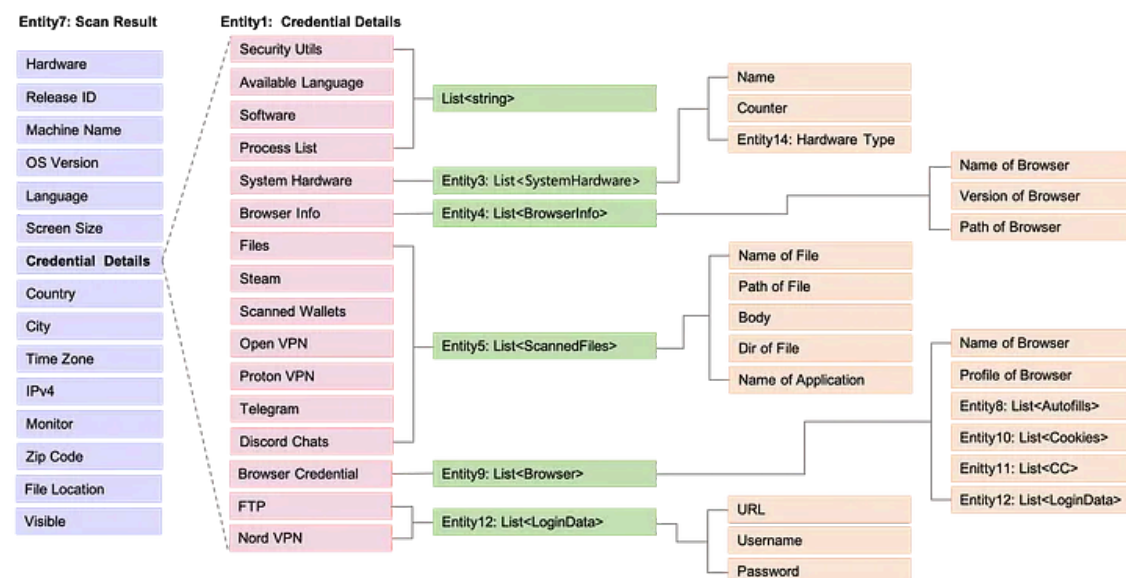 Entity7: Scan Result
Hardware
Release ID
Machine Name
OS Version
Language
Screen Size
Credential Details
Country
City
Time Zone
IPv4
Monitor
Zip Code
File Location
Visible
Entity1: Credential Details
Security Utils
Available Language
Software
Process List
System Hardware
Browser Info
Files
Steam
Scanned Wallets
Open VPN
Proton VPN
Telegram
Discord Chats
Browser Credential
FTP
Nord VPN
List<string>
Entity3: List<SystemHardware>
Entity4: List<BrowserInfo>
Entity5: List<ScannedFiles>
Entity9: List<Browser>
Entity12: List<LoginData>
Name
Counter
Entity14: Hardware Type
Name of File
Path of File
Body
Dir of File
Name of Application
URL
Username
Password
Name of Browser
Version of Browser
Path of Browser
Name of Browser
Profile of Browser
Entity8: List<Autofills>
Entity10: List<Cookies>
Enitty11: List<CC>
Entity12: List<LoginData>